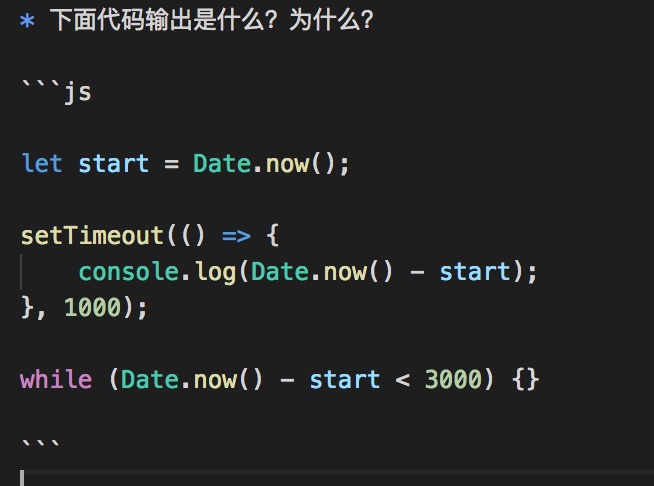 * 下面代码输出是什么？为什么？
```js
let start = Date.now();
setTimeout(() => {
    console.log(Date.now() - start);
}, 1000);
while (Date.now() - start < 3000) {}
```